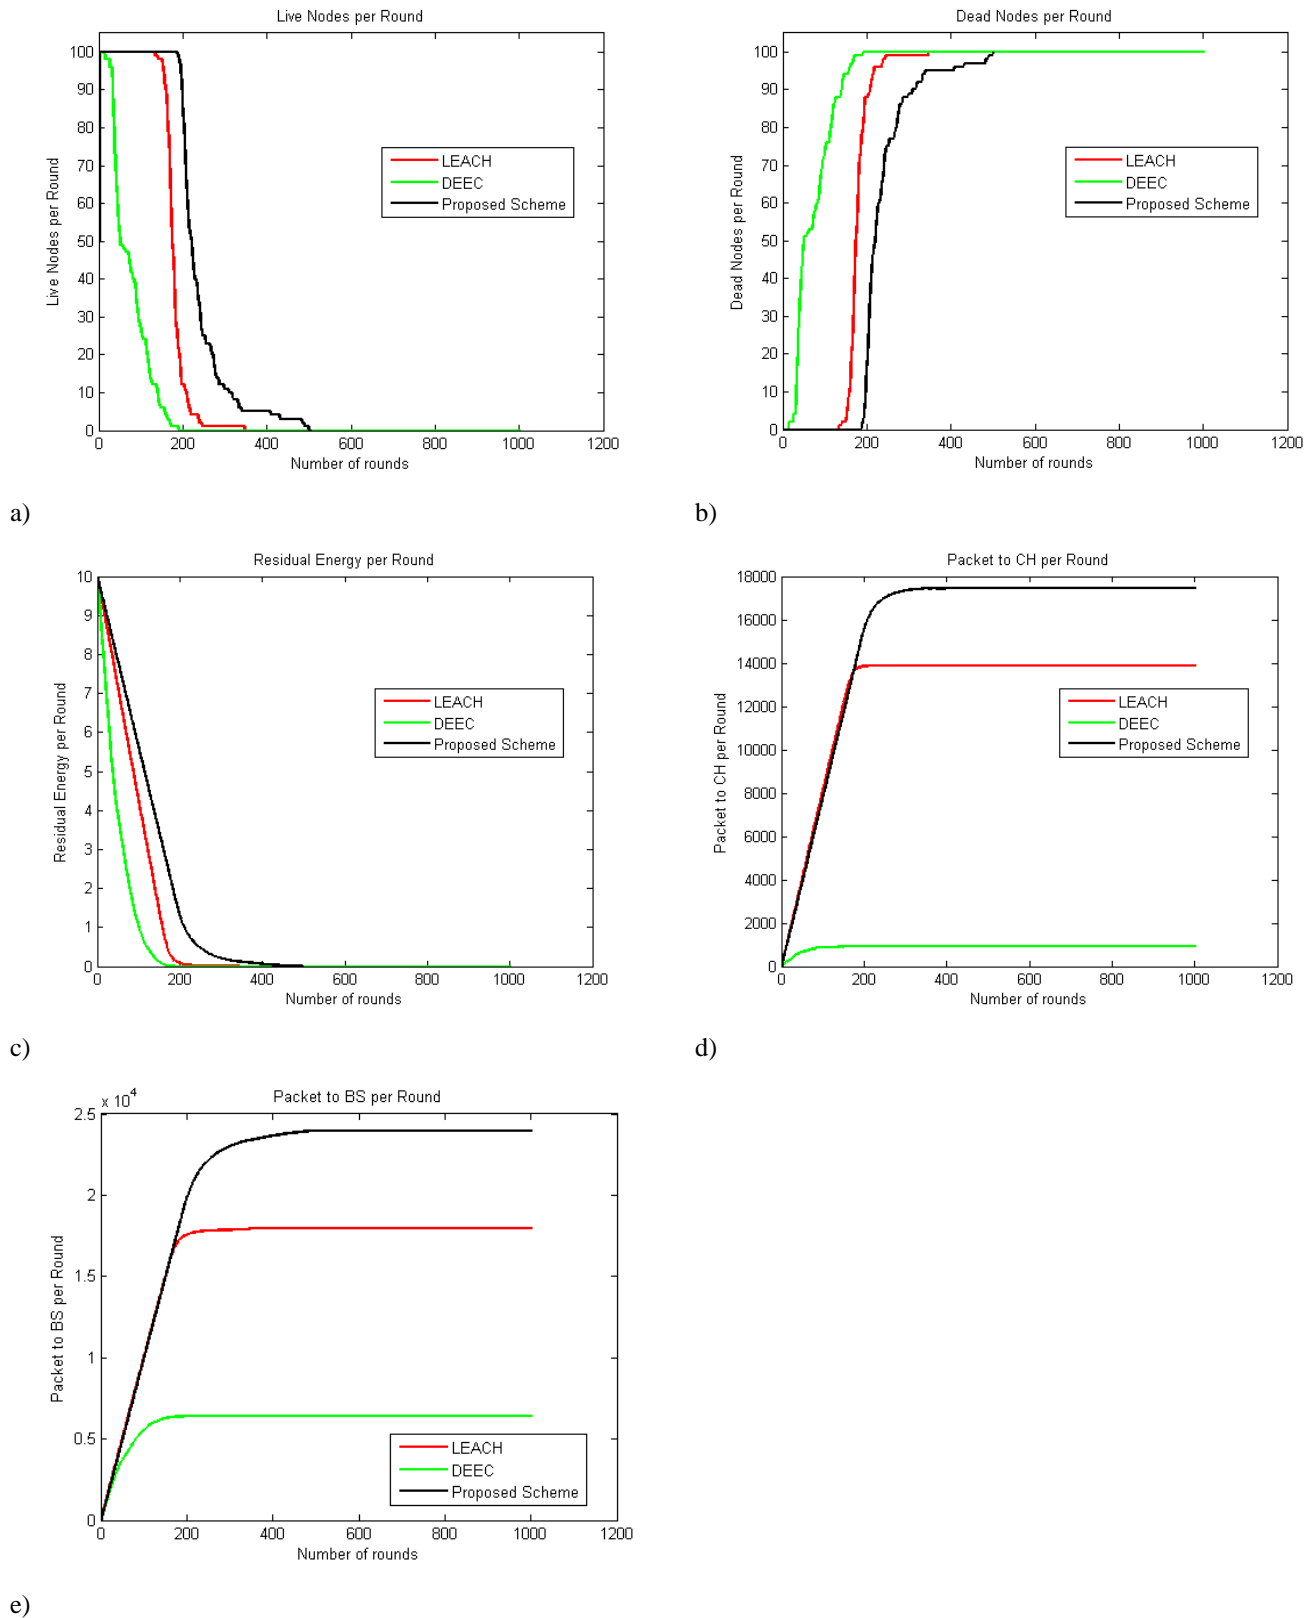 Live Nodes per Round
100
90
80
70
60
50
40
30
20
10
0
Live Nodes per Round
LEACH
DEEC
Proposed Scheme
0 200 400 600 800 1000 1200
Number of rounds
a)
Dead Nodes per Round
100
90
80
70
60
50
40
30
20
10
0
Dead Nodes per Round
LEACH
DEEC
Proposed Scheme
0 200 400 600 800 1000 1200
Number of rounds
b)
Residual Energy per Round
10
9
8
7
6
5
4
3
2
1
0
Residual Energy per Round
LEACH
DEEC
Proposed Scheme
0 200 400 600 800 1000 1200
Number of rounds
c)
Packet to CH per Round
18000
16000
14000
12000
10000
8000
6000
4000
2000
0
Packet to CH per Round
LEACH
DEEC
Proposed Scheme
0 200 400 600 800 1000 1200
Number of rounds
d)
Packet to BS per Round
x 10^4
2.5
2
1.5
1
0.5
0
Packet to BS per Round
LEACH
DEEC
Proposed Scheme
0 200 400 600 800 1000 1200
Number of rounds
e)